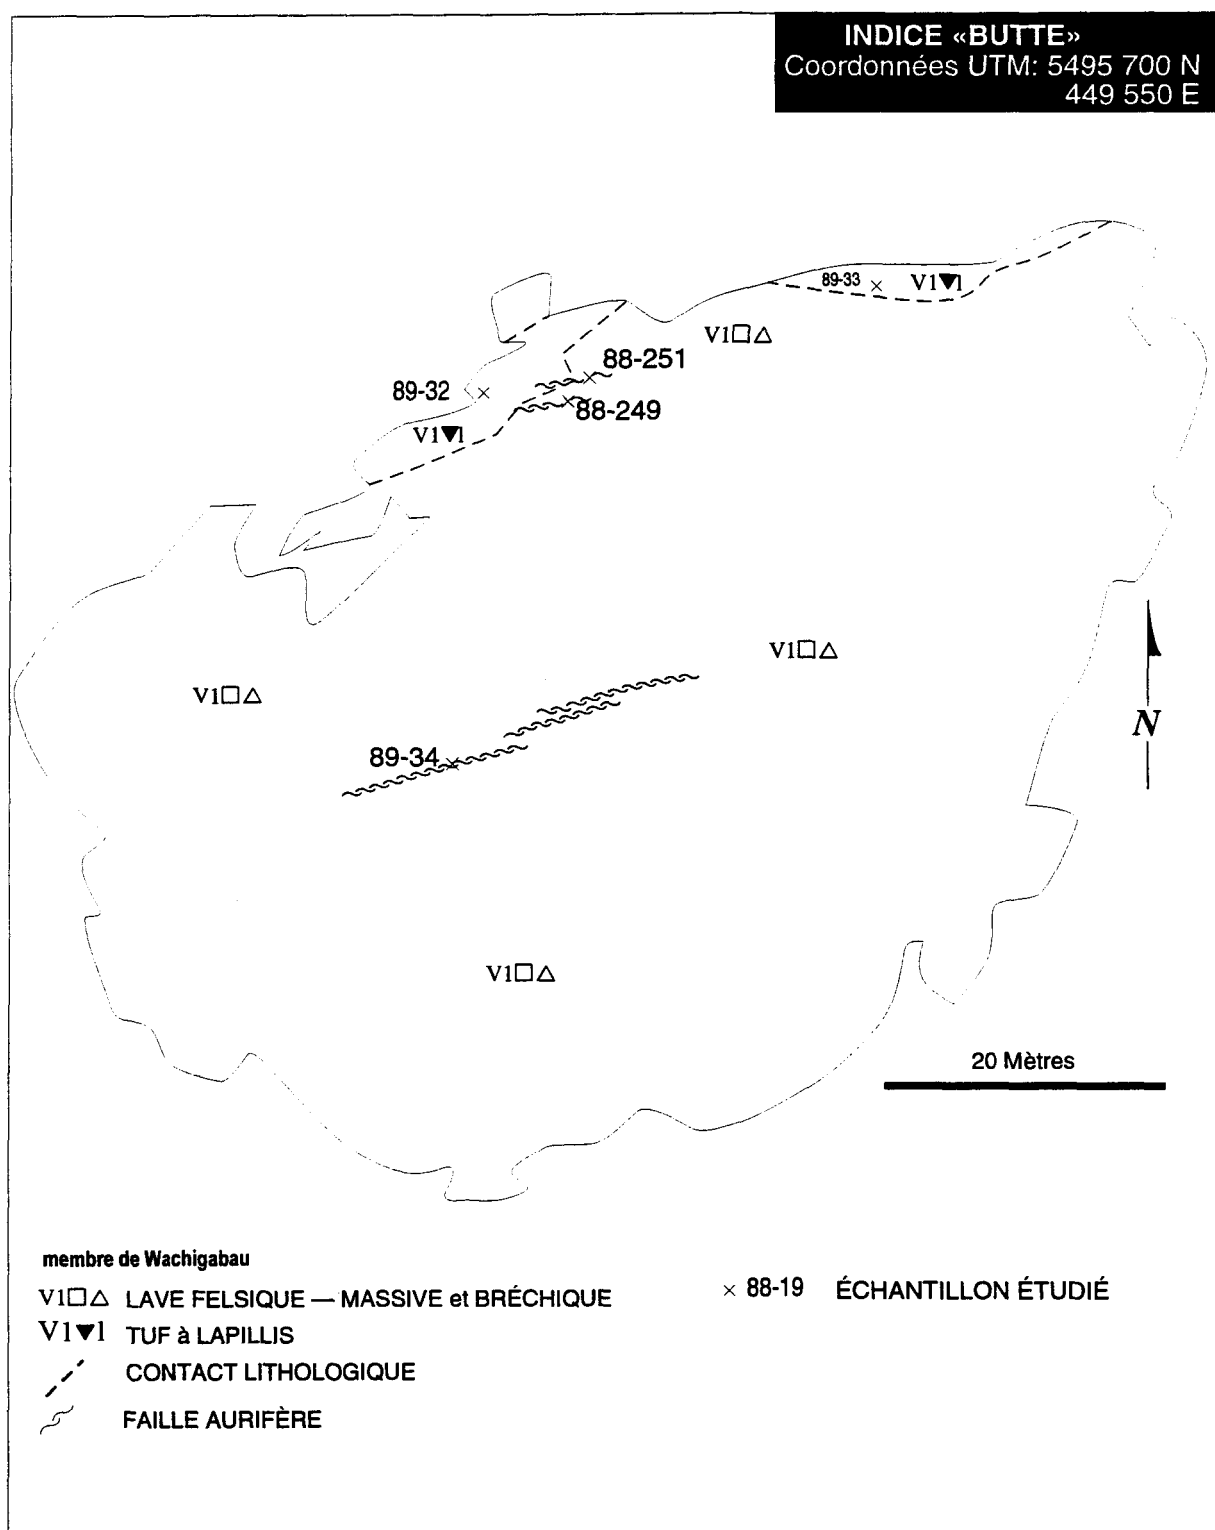 INDICE «BUTTE»
Coordonnées UTM: 5495 700 N
449 550 E
89-33 × V1▼l
V1□△
88-251
89-32 ×
88-249
V1▼l
V1□△
V1□△
N
89-34
V1□△
20 Mètres
membre de Wachigabau
V1□△ LAVE FELSIQUE — MASSIVE et BRÉCHIQUE
× 88-19 ÉCHANTILLON ÉTUDIÉ
V1▼l TUF à LAPILLIS
CONTACT LITHOLOGIQUE
FAILLE AURIFÈRE